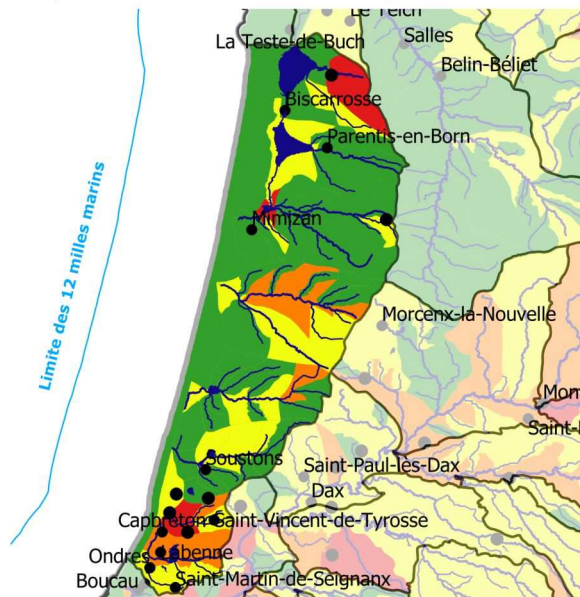 Le Teich
Salles
La Teste-de-Buch
Belin-Béliet
Biscarrosse
Parentis-en-Born
Mimizan
Limite des 12 milles marins
Morcenx-la-Nouvelle
Mon
Saint-
Soustons
Saint-Paul-lès-Dax
Dax
Capbreton
Saint-Vincent-de-Tyrosse
Ondres
Labenne
Boucau
Saint-Martin-de-Seignanx